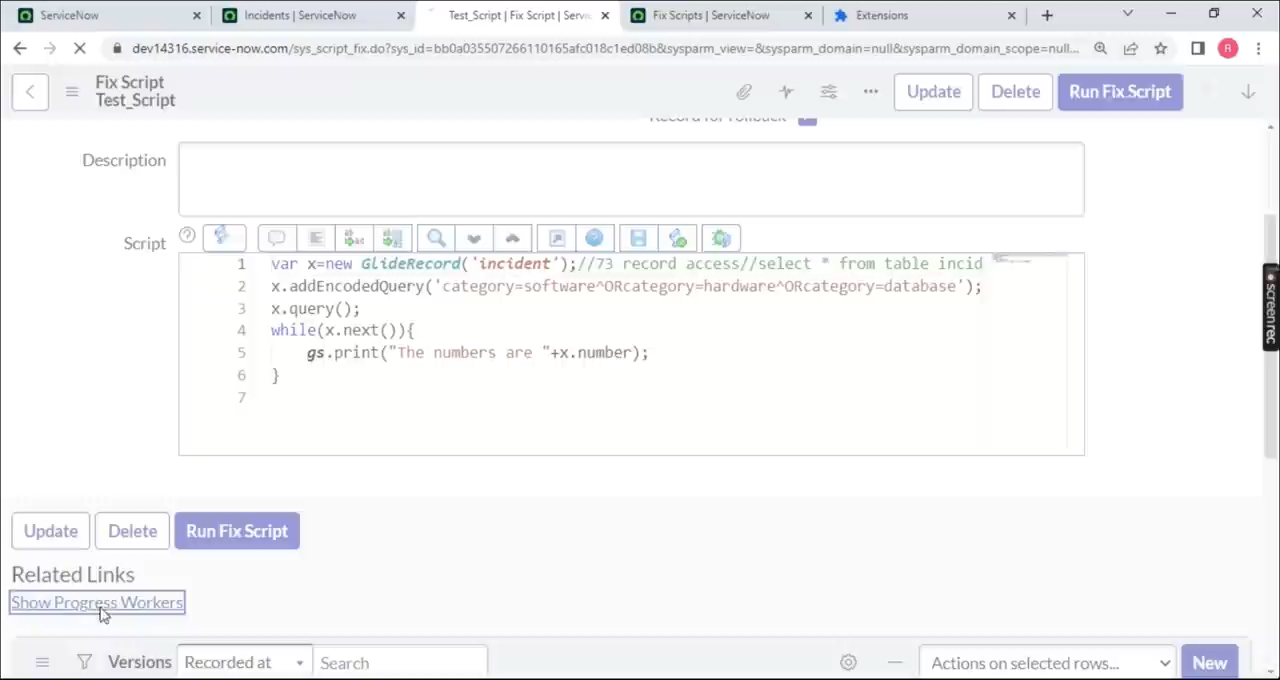 ServiceNow
Incidents | ServiceNow
Test_Script | Fix Script | Servic
Fix Scripts | ServiceNow
Extensions
dev14316.service-now.com/sys_script_fix.do?sys_id=bb0a035507266110165afc018c1ed08b&sysparm_view=&sysparm_domain=null&sysparm_domain_scope=null...
R
Fix Script
Test_Script
Update
Delete
Run Fix Script
Record for Rollback
Description
Script
1 var x=new GlideRecord('incident');//73 record access//select * from table incid
2 x.addEncodedQuery('category=software^ORcategory=hardware^ORcategory=database');
3 x.query();
4 while(x.next()){
5 gs.print("The numbers are "+x.number);
6 }
7
screenrec
Update
Delete
Run Fix Script
Related Links
Show Progress Workers
Versions
Recorded at
Search
Actions on selected rows...
New